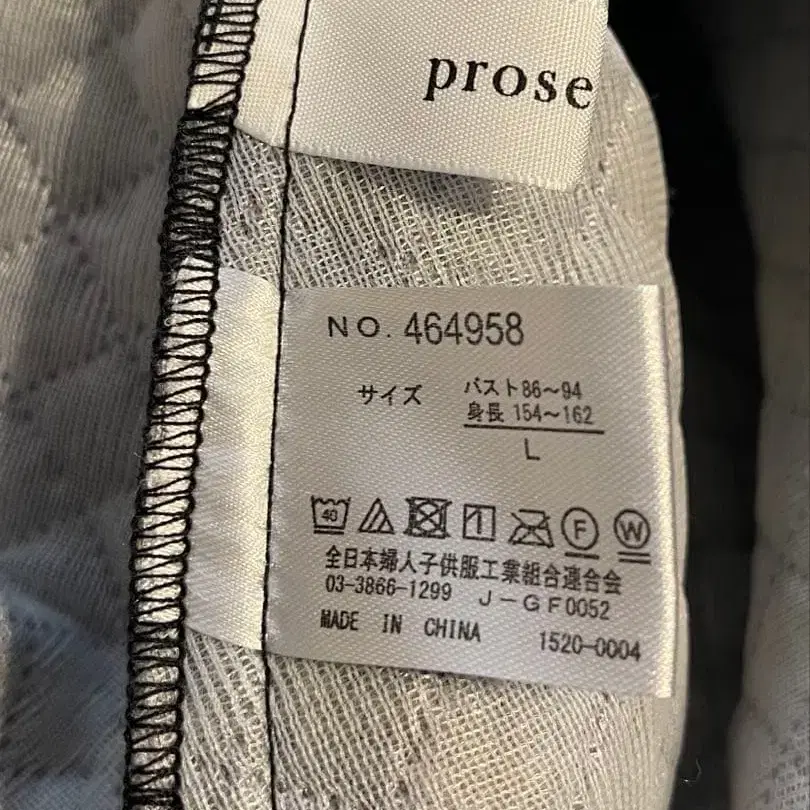 prose
NO. 464958
サイズ
バスト86〜94
身長 154〜162
L
40
F W
全日本婦人子供服工業組合連合会
03-3866-1299 J-GF0052
MADE IN CHINA 1520-0004